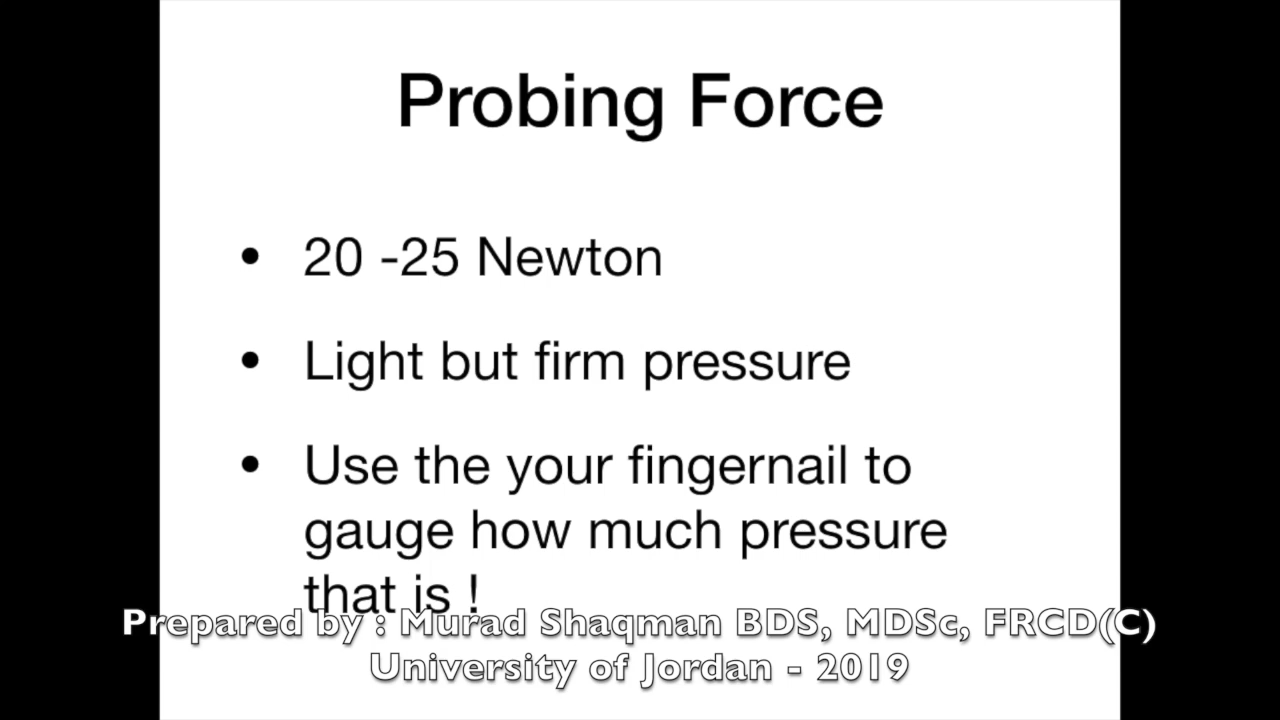 Probing Force
• 20 -25 Newton
• Light but firm pressure
• Use the your fingernail to
gauge how much pressure
that is !
Prepared by : Murad Shaqman BDS, MDSc, FRCD(C)
University of Jordan - 2019